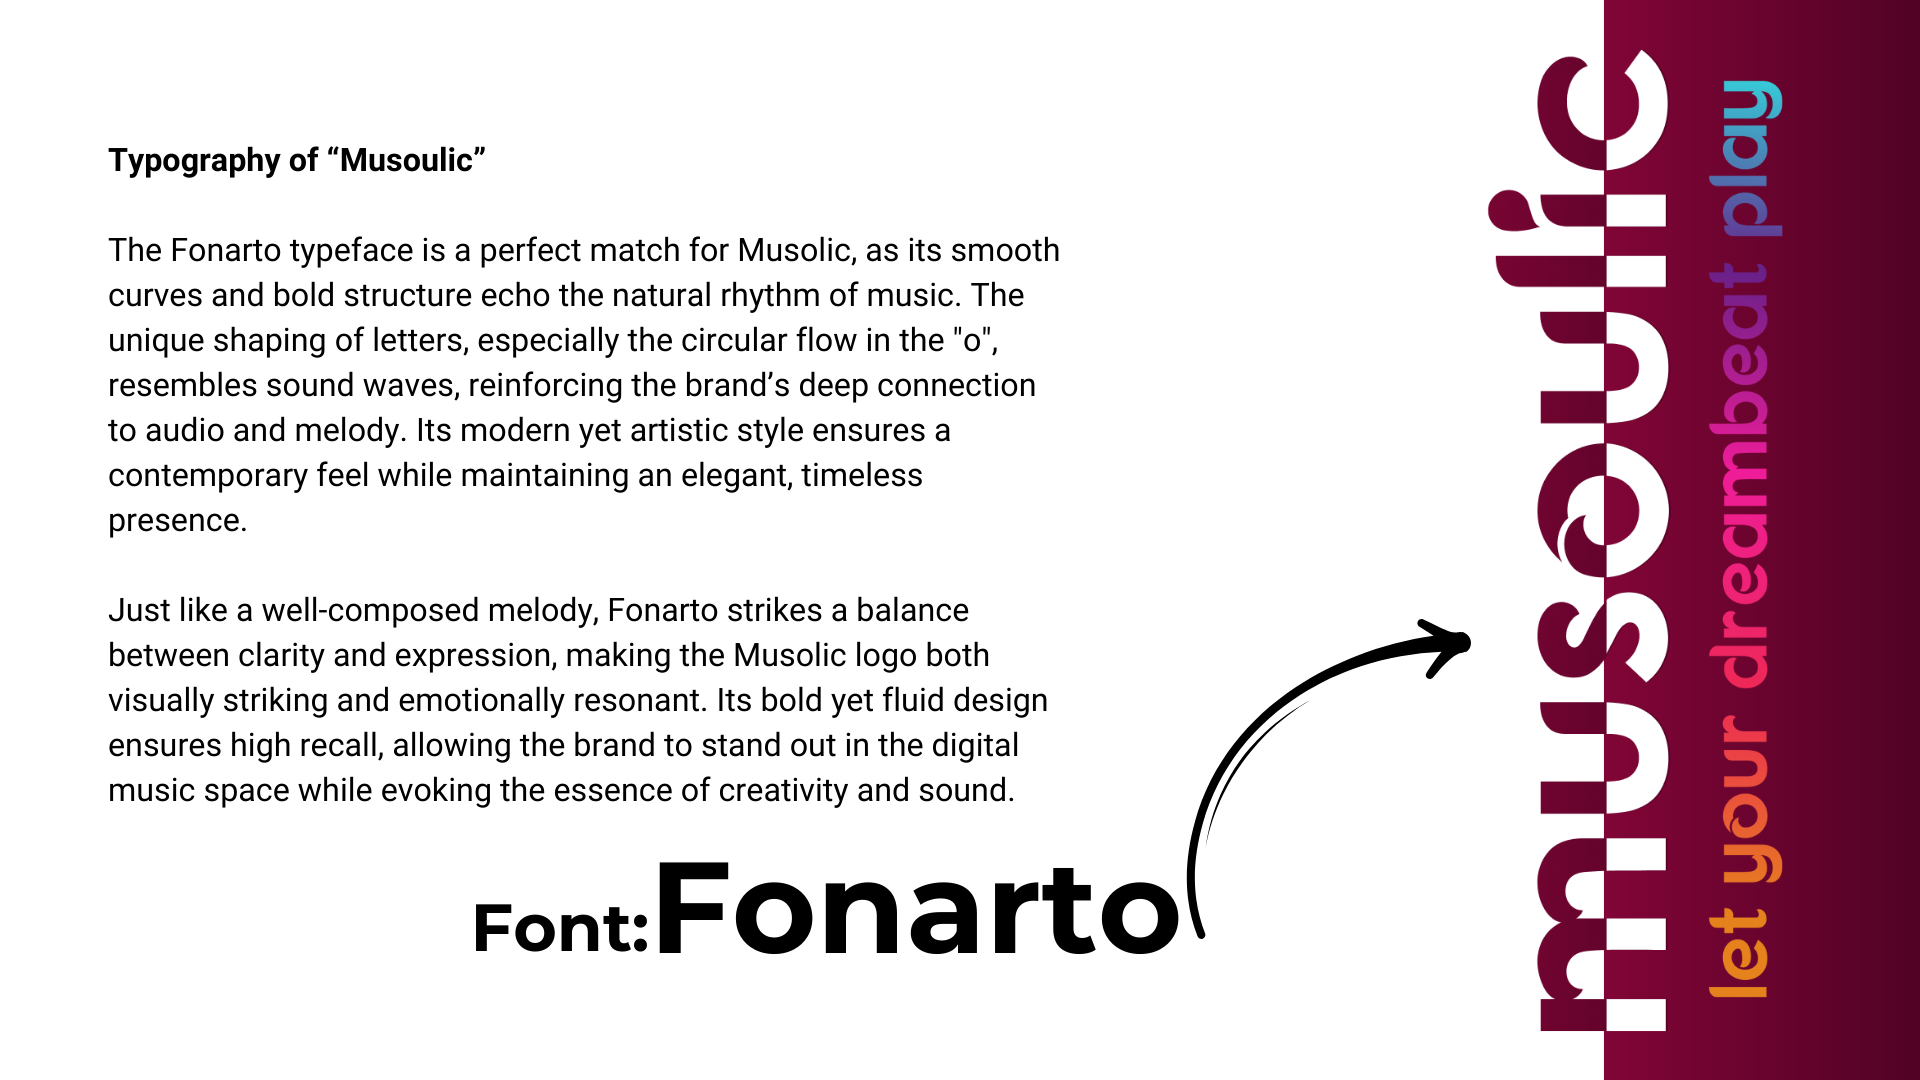 Typography of “Musoulic”
The Fonarto typeface is a perfect match for Musolic, as its smooth
curves and bold structure echo the natural rhythm of music. The
unique shaping of letters, especially the circular flow in the "o",
resembles sound waves, reinforcing the brand’s deep connection
to audio and melody. Its modern yet artistic style ensures a
contemporary feel while maintaining an elegant, timeless
presence.
Just like a well-composed melody, Fonarto strikes a balance
between clarity and expression, making the Musolic logo both
visually striking and emotionally resonant. Its bold yet fluid design
ensures high recall, allowing the brand to stand out in the digital
music space while evoking the essence of creativity and sound.
Font:Fonarto
musoulic
let your dreambeat play